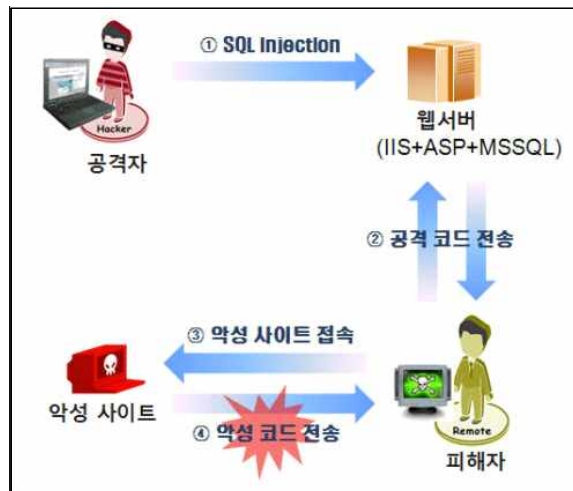 ① SQL Injection
Hacker
공격자
웹서버
(IIS+ASP+MSSQL)
② 공격 코드 전송
③ 악성 사이트 접속
악성 사이트
④ 악성 코드 전송
Remote
피해자